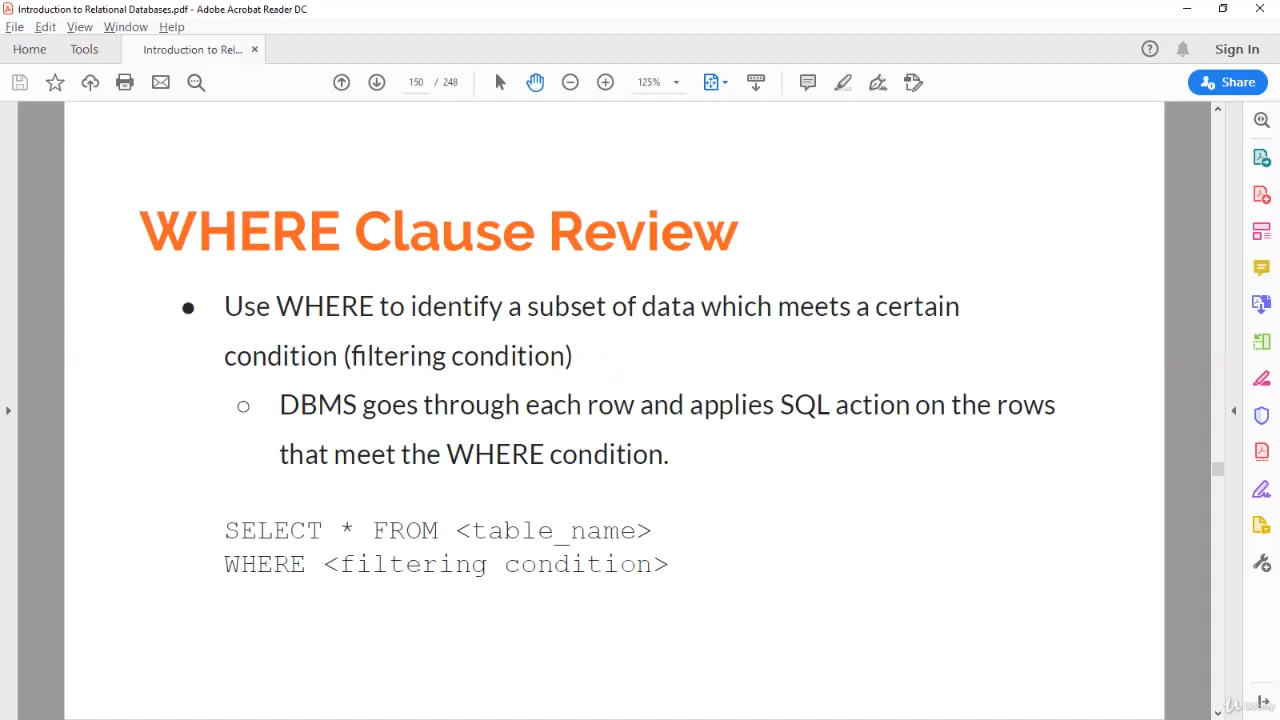 Introduction to Relational Databases.pdf - Adobe Acrobat Reader DC
File Edit View Window Help
Home Tools Introduction to Rel... × Sign In
150 / 248 125% Share
WHERE Clause Review
● Use WHERE to identify a subset of data which meets a certain
condition (filtering condition)
○ DBMS goes through each row and applies SQL action on the rows
that meet the WHERE condition.
SELECT * FROM <table_name>
WHERE <filtering condition>
Udemy